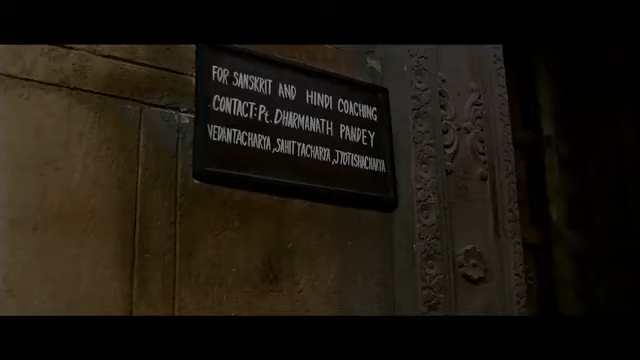 FOR SANSKRIT AND HINDI COACHING
CONTACT: Pt. DHARMANATH PANDEY
VEDANTACHARYA, SAHITYACHARYA, JYOTISHACHARYA